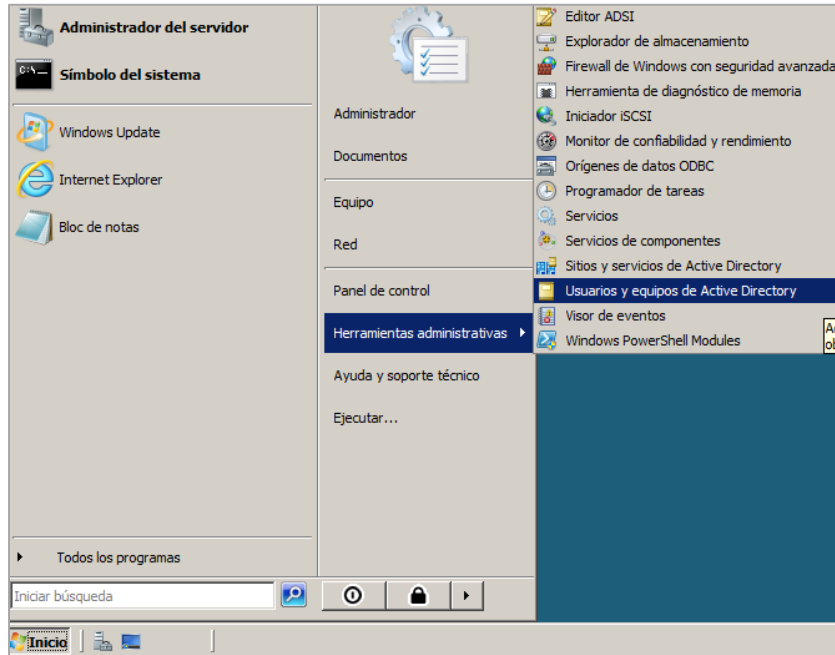 Administrador del servidor
Símbolo del sistema
Windows Update
Internet Explorer
Bloc de notas
Todos los programas
Iniciar búsqueda
Administrador
Documentos
Equipo
Red
Panel de control
Herramientas administrativas
Ayuda y soporte técnico
Ejecutar...
Editor ADSI
Explorador de almacenamiento
Firewall de Windows con seguridad avanzada
Herramienta de diagnóstico de memoria
Iniciador iSCSI
Monitor de confiabilidad y rendimiento
Orígenes de datos ODBC
Programador de tareas
Servicios
Servicios de componentes
Sitios y servicios de Active Directory
Usuarios y equipos de Active Directory
Visor de eventos
Windows PowerShell Modules
Inicio